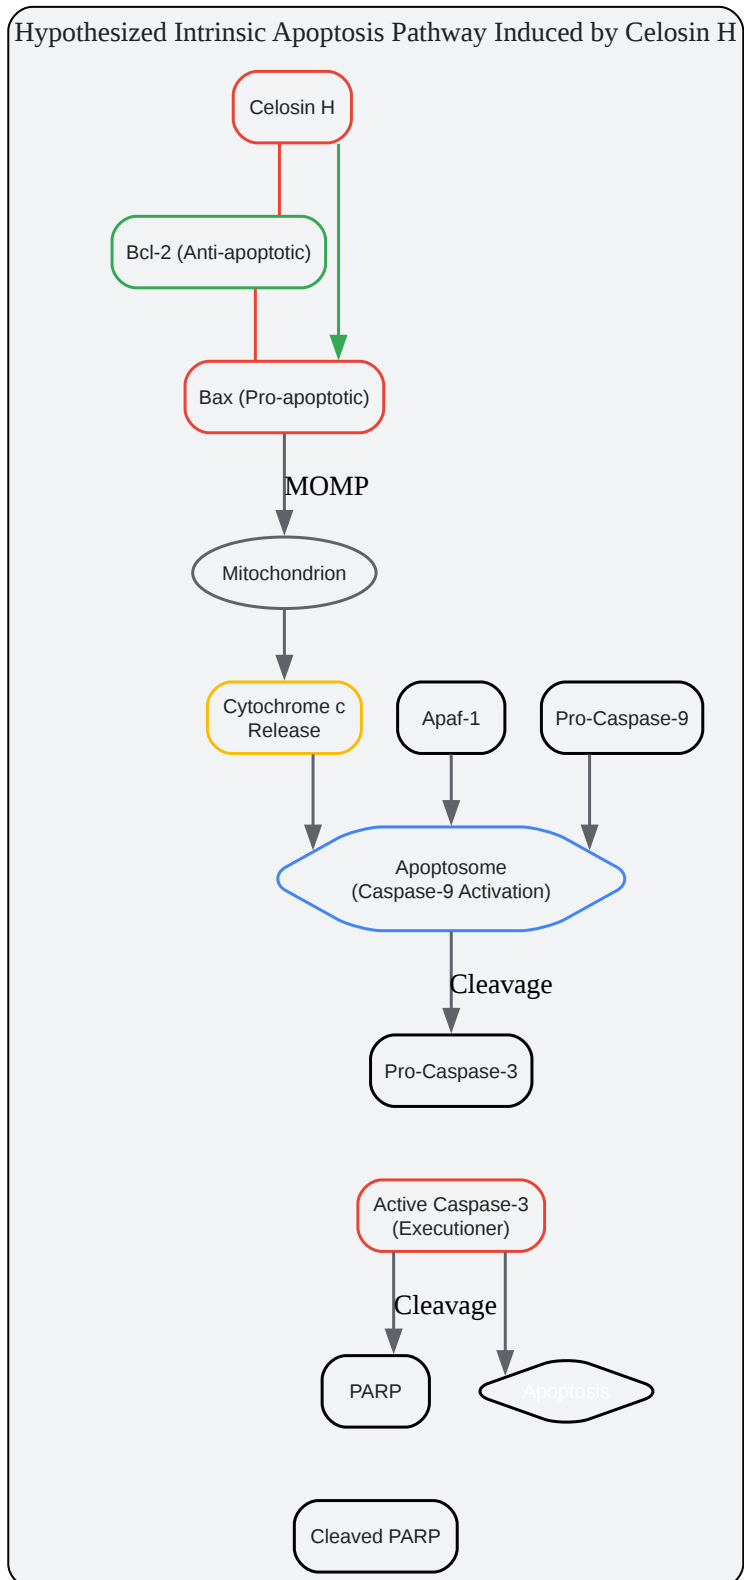 Hypothesized Intrinsic Apoptosis Pathway Induced by Celosin H
Celosin H
Bcl-2 (Anti-apoptotic)
Bax (Pro-apoptotic)
MOMP
Mitochondrion
Cytochrome c
Release
Apaf-1
Pro-Caspase-9
Apoptosome
(Caspase-9 Activation)
Cleavage
Pro-Caspase-3
Active Caspase-3
(Executioner)
Cleavage
PARP
Apoptosis
Cleaved PARP